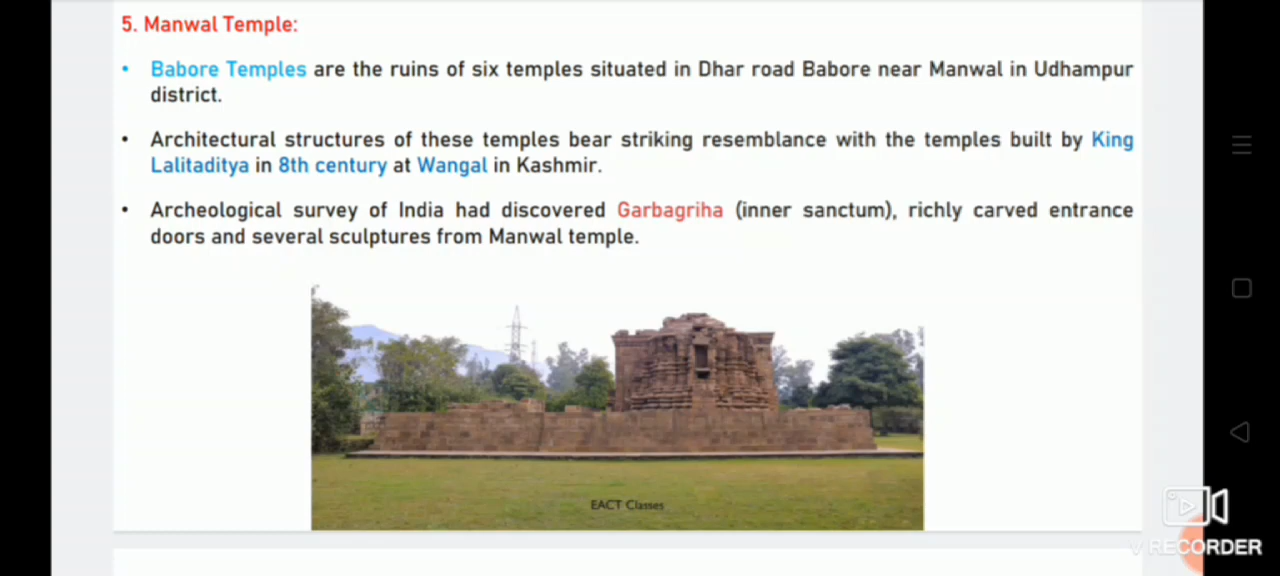 5. Manwal Temple:
• Babore Temples are the ruins of six temples situated in Dhar road Babore near Manwal in Udhampur
district.
• Architectural structures of these temples bear striking resemblance with the temples built by King
Lalitaditya in 8th century at Wangal in Kashmir.
• Archeological survey of India had discovered Garbagriha (inner sanctum), richly carved entrance
doors and several sculptures from Manwal temple.
EACT Classes
V RECORDER